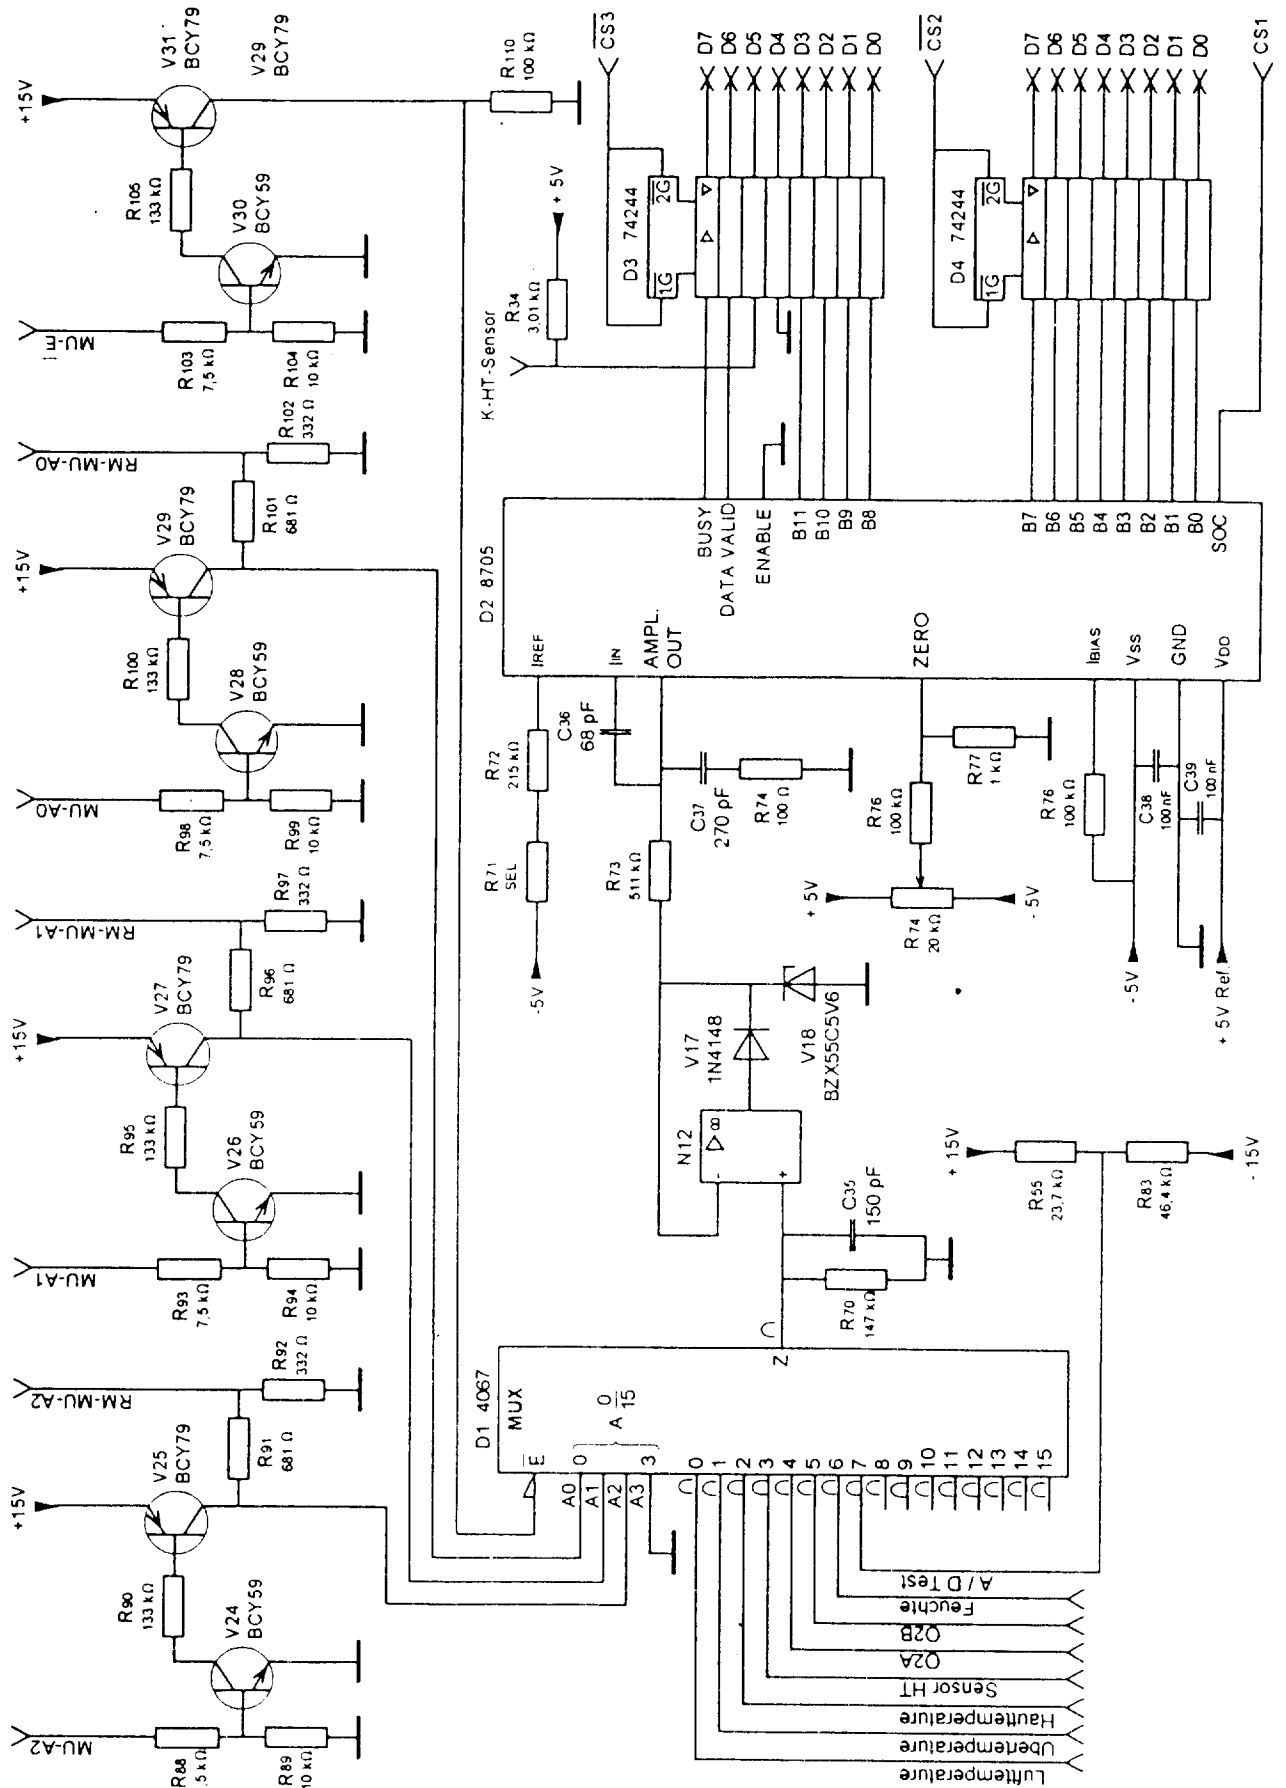 +15V
V31
BCY79
V29
BCY79
R105
133 kΩ
V30
BCY59
MU-E
R103
7,5 kΩ
R104
10 kΩ
R110
100 kΩ
RM-MU-A0
R102
332 Ω
R101
681 Ω
+15V
V29
BCY79
R100
133 kΩ
V28
BCY59
MU-A0
R98
7,5 kΩ
R99
10 kΩ
RM-MU-A1
R97
332 Ω
R96
681 Ω
+15V
V27
BCY79
R95
133 kΩ
V26
BCY59
MU-A1
R93
7,5 kΩ
R94
10 kΩ
RM-MU-A2
R92
332 Ω
R91
681 Ω
+15V
V25
BCY79
R90
133 kΩ
V24
BCY59
MU-A2
R88
,5 kΩ
R89
10 kΩ
K-HT-Sensor
R34
3,01 kΩ
+ 5V
CS3
D3 74244
1G
2G
D7
D6
D5
D4
D3
D2
D1
D0
CS2
D4 74244
1G
2G
D7
D6
D5
D4
D3
D2
D1
D0
CS1
D2 8705
BUSY
DATA VALID
ENABLE
B11
B10
B9
B8
B7
B6
B5
B4
B3
B2
B1
B0
SOC
IREF
IIN
AMPL.
OUT
ZERO
IBIAS
VSS
GND
VDD
R72
215 kΩ
R71
SEL
-5V
C36
68 pF
C37
270 pF
R74
100 Ω
R73
511 kΩ
R76
100 kΩ
R77
1 kΩ
+ 5V
R74
20 kΩ
- 5V
R76
100 kΩ
C38
100 nF
C39
100 nF
- 5V
+ 5V Ref.
V17
1N4148
V18
BZX55C5V6
N12
∞
-
+
C35
150 pF
R70
147 kΩ
+ 15V
R55
23,7 kΩ
R83
46,4 kΩ
- 15V
D1 4067
MUX
E
A 0/15
0
3
A0
A1
A2
A3
Z
0
1
2
3
4
5
6
7
8
9
10
11
12
13
14
15
A / D Test
Feuchte
O2B
O2A
Sensor HT
Hauttemperature
Ubertemperature
Lufttemperature